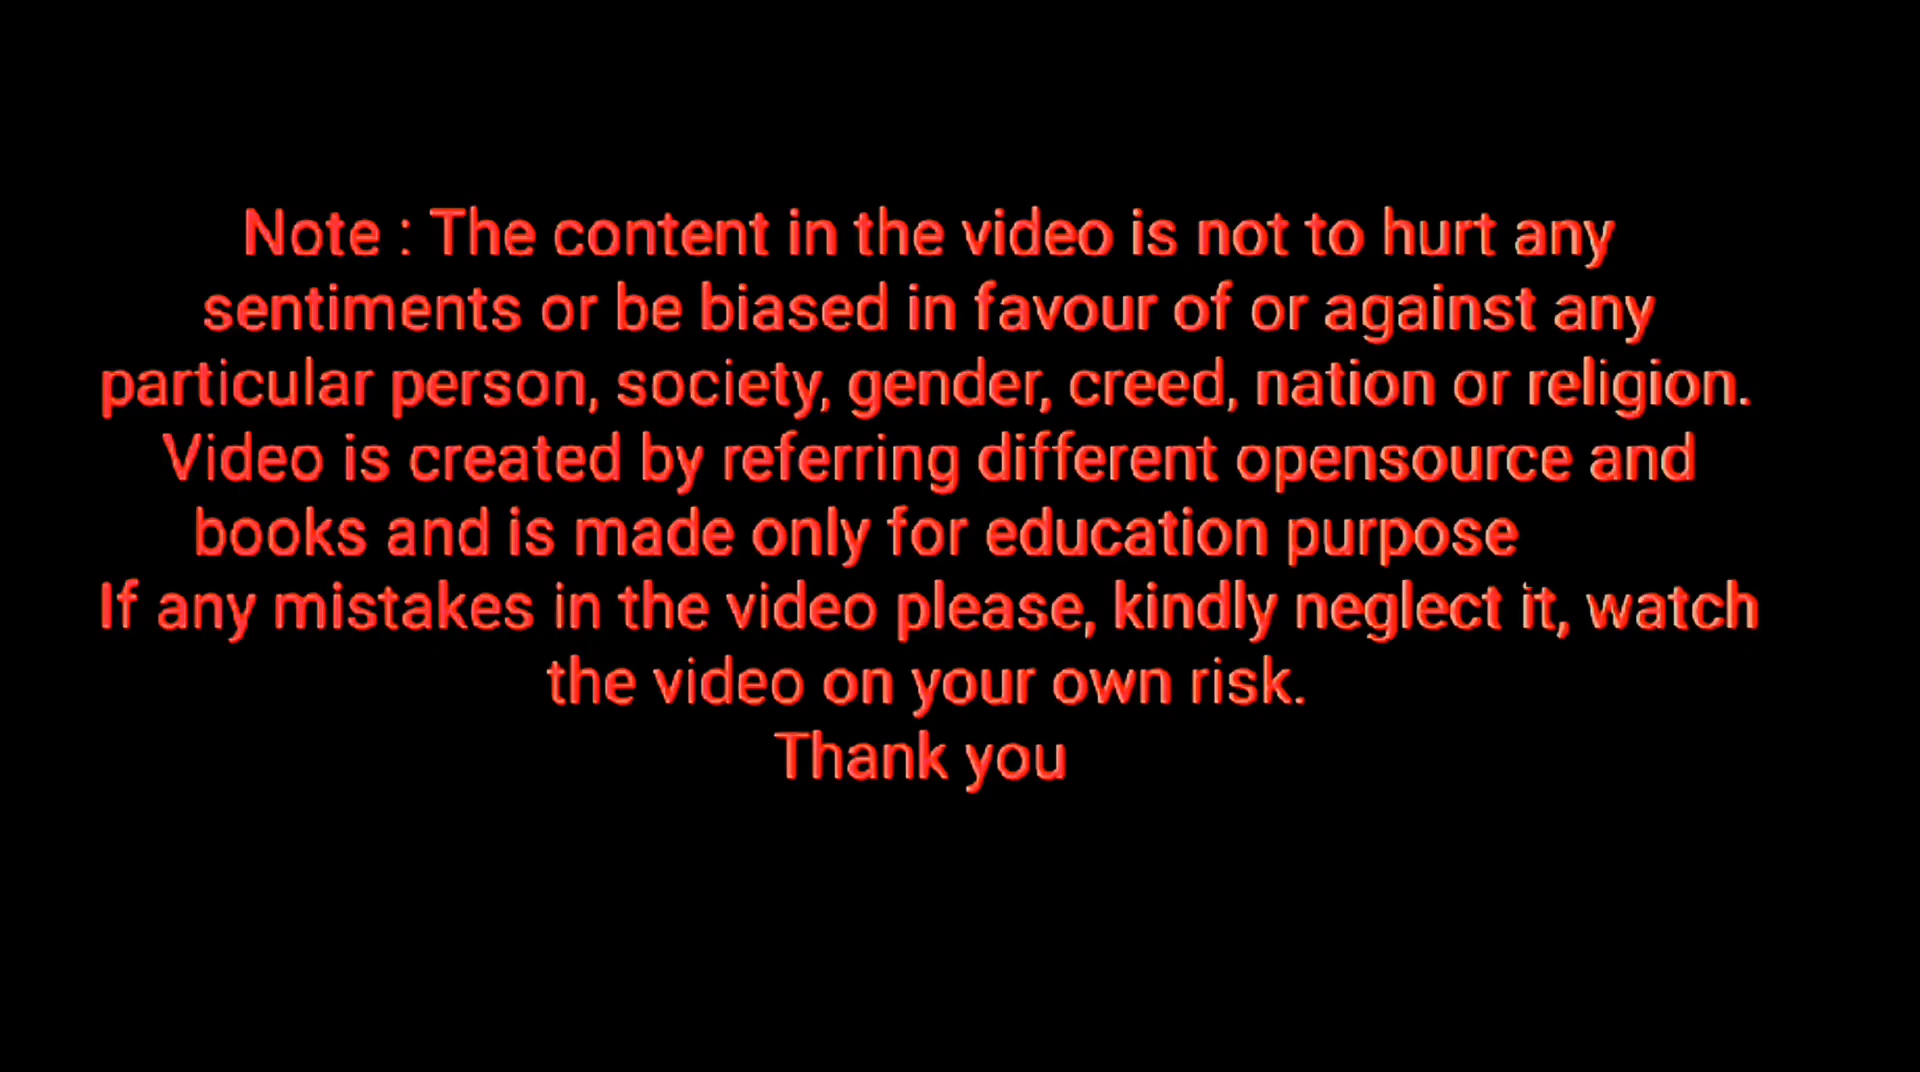 Note : The content in the video is not to hurt any
sentiments or be biased in favour of or against any
particular person, society, gender, creed, nation or religion.
Video is created by referring different opensource and
books and is made only for education purpose
If any mistakes in the video please, kindly neglect it, watch
the video on your own risk.
Thank you